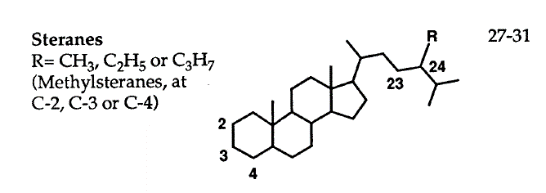 Steranes
R= CH3, C2H5 or C3H7
(Methylsteranes, at
C-2, C-3 or C-4)
R
27-31
24
23
2
3
4